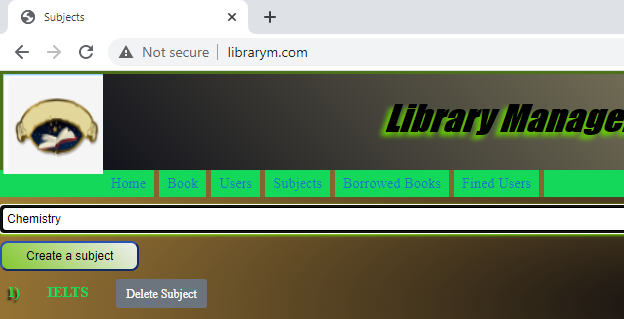 Subjects
Not secure librarym.com
Library Manage
Home Book Users Subjects Borrowed Books Fined Users
Chemistry
Create a subject
1) IELTS Delete Subject